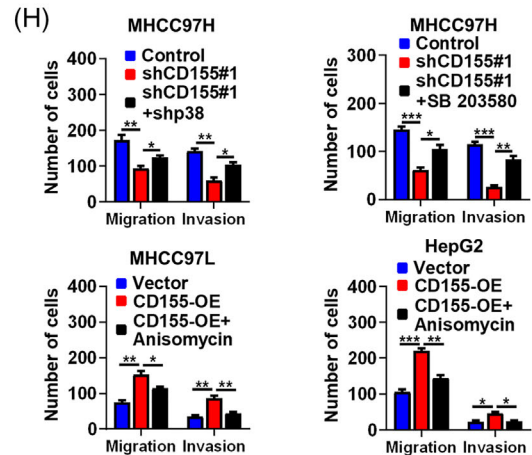 (H)
MHCC97H
Number of cells
400
300
200
100
0
Control
shCD155#1
shCD155#1
+shp38
**
*
**
*
Migration Invasion
MHCC97H
Number of cells
300
200
100
0
Control
shCD155#1
shCD155#1
+SB 203580
***
*
***
**
Migration Invasion
MHCC97L
Number of cells
400
300
200
100
0
Vector
CD155-OE
CD155-OE+
Anisomycin
**
*
**
**
Migration Invasion
HepG2
Number of cells
400
300
200
100
0
Vector
CD155-OE
CD155-OE+
Anisomycin
***
**
*
*
Migration Invasion